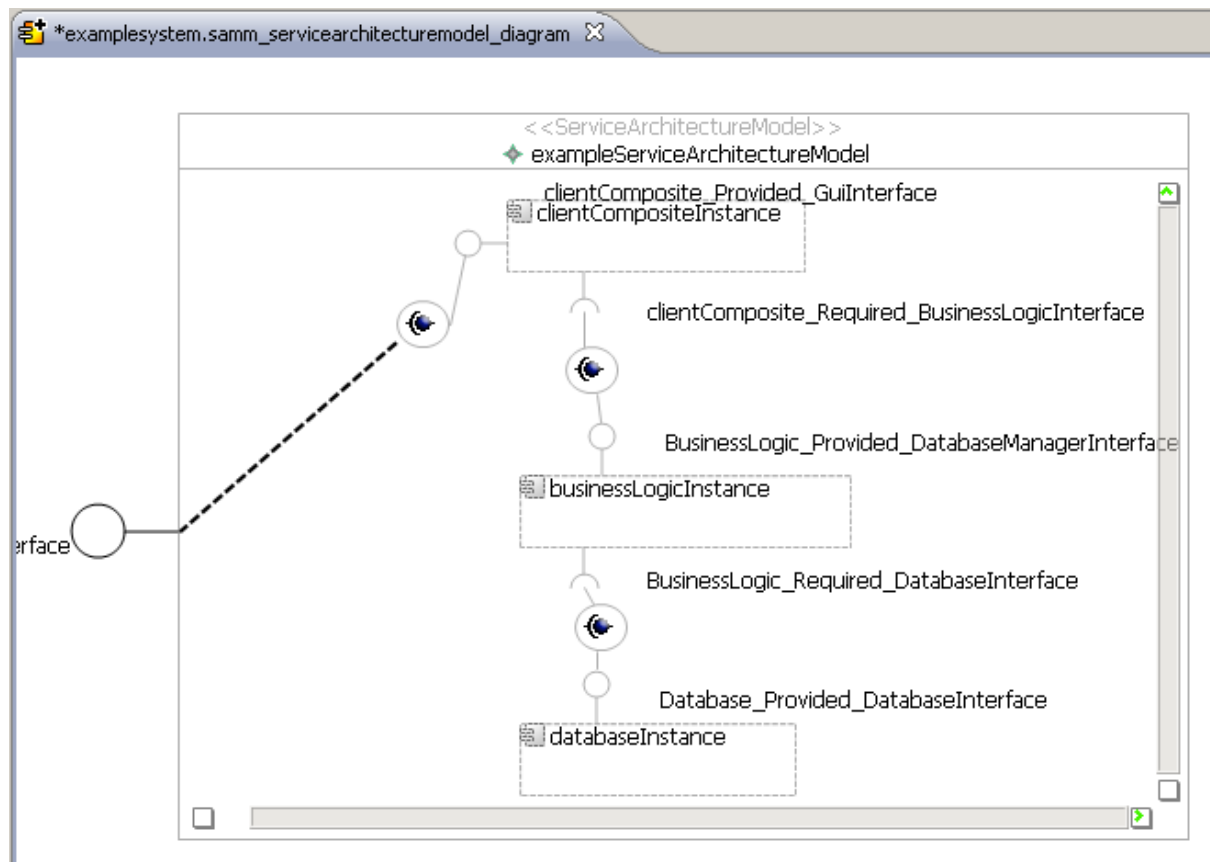 *examplesystem.samm_servicearchitecturemodel_diagram
<<ServiceArchitectureModel>>
exampleServiceArchitectureModel
clientComposite_Provided_GuiInterface
clientCompositeInstance
clientComposite_Required_BusinessLogicInterface
BusinessLogic_Provided_DatabaseManagerInterface
businessLogicInstance
erface
BusinessLogic_Required_DatabaseInterface
Database_Provided_DatabaseInterface
databaseInstance